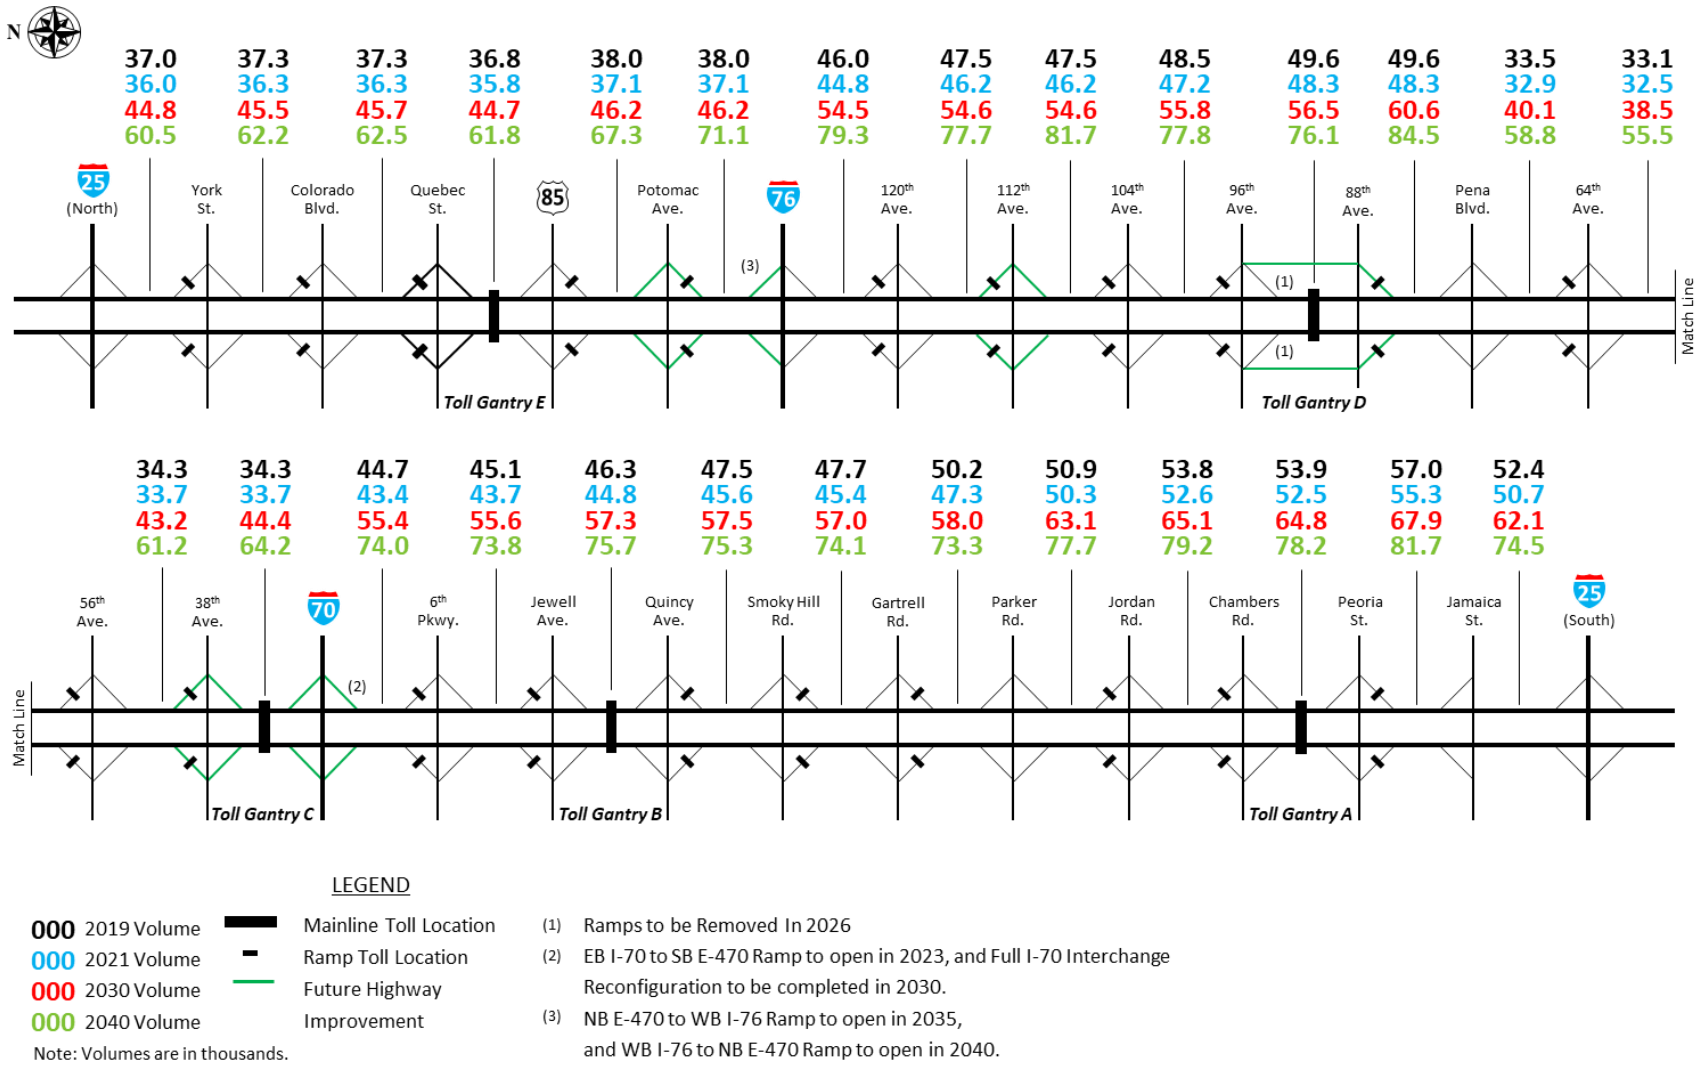 N
37.0 37.3 37.3 36.8 38.0 38.0 46.0 47.5 47.5 48.5 49.6 49.6 33.5 33.1
36.0 36.3 36.3 35.8 37.1 37.1 44.8 46.2 46.2 47.2 48.3 48.3 32.9 32.5
44.8 45.5 45.7 44.7 46.2 46.2 54.5 54.6 54.6 55.8 56.5 60.6 40.1 38.5
60.5 62.2 62.5 61.8 67.3 71.1 79.3 77.7 81.7 77.8 76.1 84.5 58.8 55.5
25 York Colorado Quebec 85 Potomac 76 120th 112th 104th 96th 88th Pena 64th
(North) St. Blvd. St. Ave. Ave. Ave. Ave. Ave. Ave. Blvd. Ave.
(3) (1)
Match Line
(1)
Toll Gantry E Toll Gantry D
34.3 34.3 44.7 45.1 46.3 47.5 47.7 50.2 50.9 53.8 53.9 57.0 52.4
33.7 33.7 43.4 43.7 44.8 45.6 45.4 47.3 50.3 52.6 52.5 55.3 50.7
43.2 44.4 55.4 55.6 57.3 57.5 57.0 58.0 63.1 65.1 64.8 67.9 62.1
61.2 64.2 74.0 73.8 75.7 75.3 74.1 73.3 77.7 79.2 78.2 81.7 74.5
56th 38th 70 6th Jewell Quincy Smoky Hill Gartrell Parker Jordan Chambers Peoria Jamaica 25
Ave. Ave. Pkwy. Ave. Ave. Rd. Rd. Rd. Rd. Rd. St. St. (South)
(2)
Match Line
Toll Gantry C Toll Gantry B Toll Gantry A
LEGEND
000 2019 Volume Mainline Toll Location (1) Ramps to be Removed In 2026
000 2021 Volume Ramp Toll Location (2) EB I-70 to SB E-470 Ramp to open in 2023, and Full I-70 Interchange
000 2030 Volume Future Highway Reconfiguration to be completed in 2030.
000 2040 Volume Improvement (3) NB E-470 to WB I-76 Ramp to open in 2035,
Note: Volumes are in thousands. and WB I-76 to NB E-470 Ramp to open in 2040.